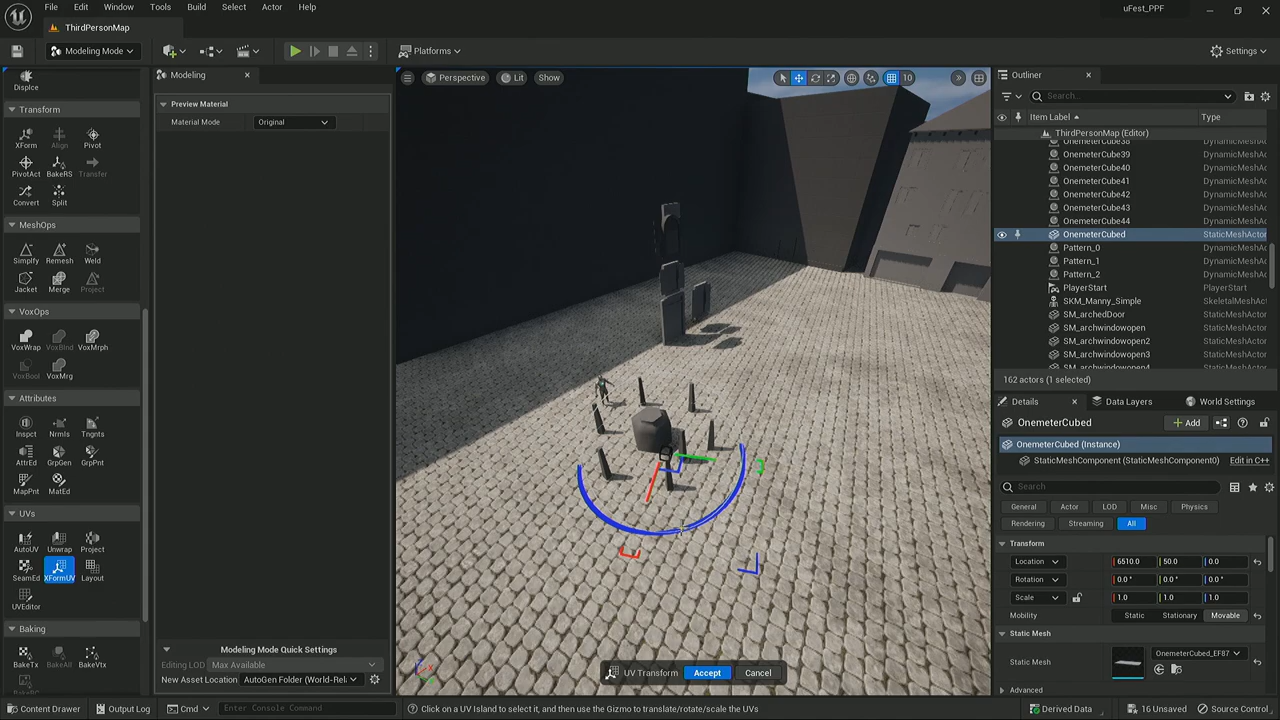 File Edit Window Tools Build Select Actor Help
uFest_PPF
ThirdPersonMap
Modeling Mode
Platforms
Settings
Displce
Transform
XForm Align Pivot
PivotAct BakeRS Transfer
Convert Split
MeshOps
Simplfy Remesh Weld
Jacket Merge Project
VoxOps
VoxWrap VoxBlnd VoxMrph
VoxBool VoxMrg
Attributes
Inspct Nrmls Tngnts
AttrEd GrpGen GrpPnt
MapPnt MatEd
UVs
AutoUV Unwrap Project
SeamEd XFormUV Layout
UVEditor
Baking
BakeTx BakeAll BakeVtx
Modeling
Preview Material
Material Mode Original
Modeling Mode Quick Settings
Editing LOD Max Available
New Asset Location AutoGen Folder (World-Rel
Perspective Lit Show
10
UV Transform Accept Cancel
Outliner
Search...
Item Label Type
ThirdPersonMap (Editor)
OnemeterCube38 DynamicMeshAc
OnemeterCube39 DynamicMeshAc
OnemeterCube40 DynamicMeshAc
OnemeterCube41 DynamicMeshAc
OnemeterCube42 DynamicMeshAc
OnemeterCube43 DynamicMeshAc
OnemeterCube44 DynamicMeshAc
OnemeterCubed StaticMeshActor
Pattern_0 DynamicMeshAc
Pattern_1 DynamicMeshAc
Pattern_2 DynamicMeshAc
PlayerStart PlayerStart
SKM_Manny_Simple SkeletalMeshAc
SM_archedDoor StaticMeshActor
SM_archwindowopen StaticMeshActor
SM_archwindowopen2 StaticMeshActor
SM_archwindowopen3 StaticMeshActor
SM_archwindowopen4 StaticMeshActor
162 actors (1 selected)
Details Data Layers World Settings
OnemeterCubed Add
OnemeterCubed (Instance)
StaticMeshComponent (StaticMeshComponent0) Edit in C++
Search
General Actor LOD Misc Physics
Rendering Streaming All
Transform
Location 6510.0 50.0 0.0
Rotation 0.0° 0.0° 0.0°
Scale 1.0 1.0 1.0
Mobility Static Stationary Movable
Static Mesh
Static Mesh OnemeterCubed_EF87
Advanced
Content Drawer Output Log Cmd Enter Console Command Click on a UV Island to select it, and then use the Gizmo to translate/rotate/scale the UVs Derived Data 16 Unsaved Source Control